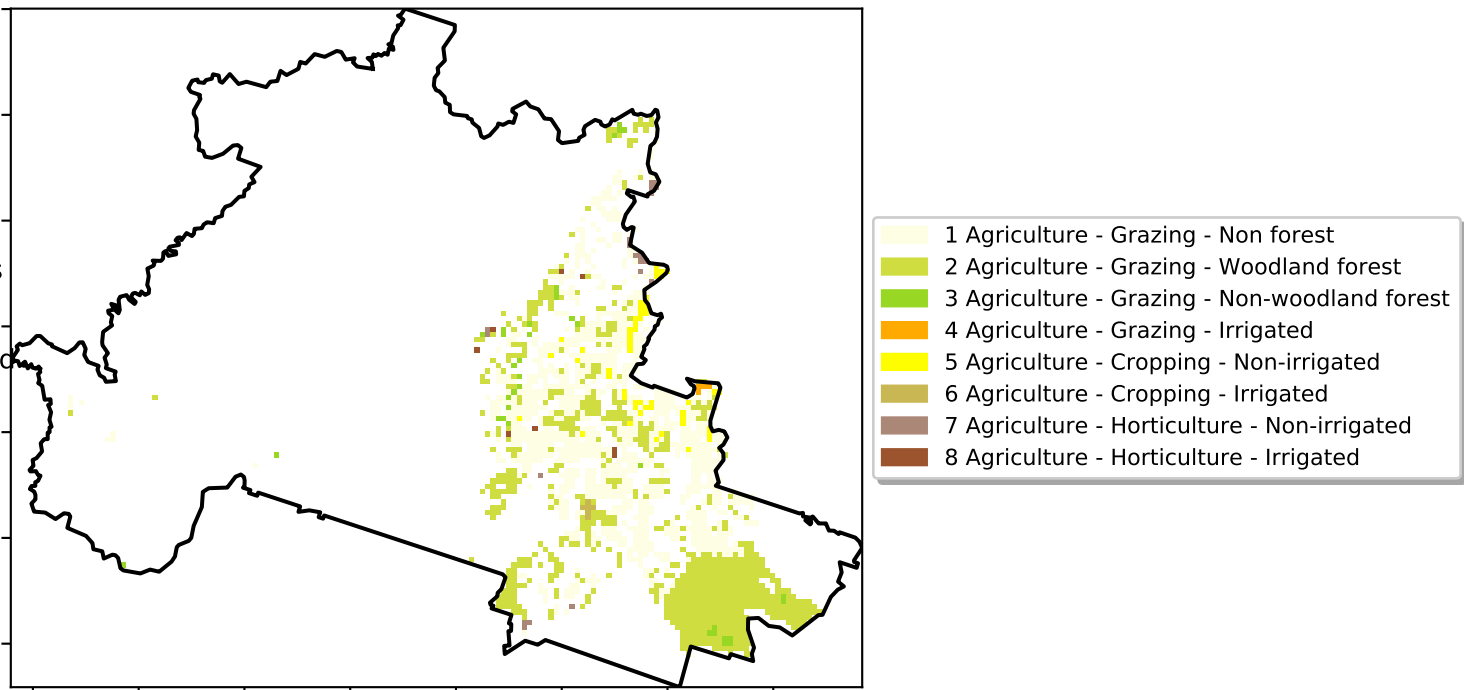 1 Agriculture - Grazing - Non forest
2 Agriculture - Grazing - Woodland forest
3 Agriculture - Grazing - Non-woodland forest
4 Agriculture - Grazing - Irrigated
5 Agriculture - Cropping - Non-irrigated
6 Agriculture - Cropping - Irrigated
7 Agriculture - Horticulture - Non-irrigated
8 Agriculture - Horticulture - Irrigated